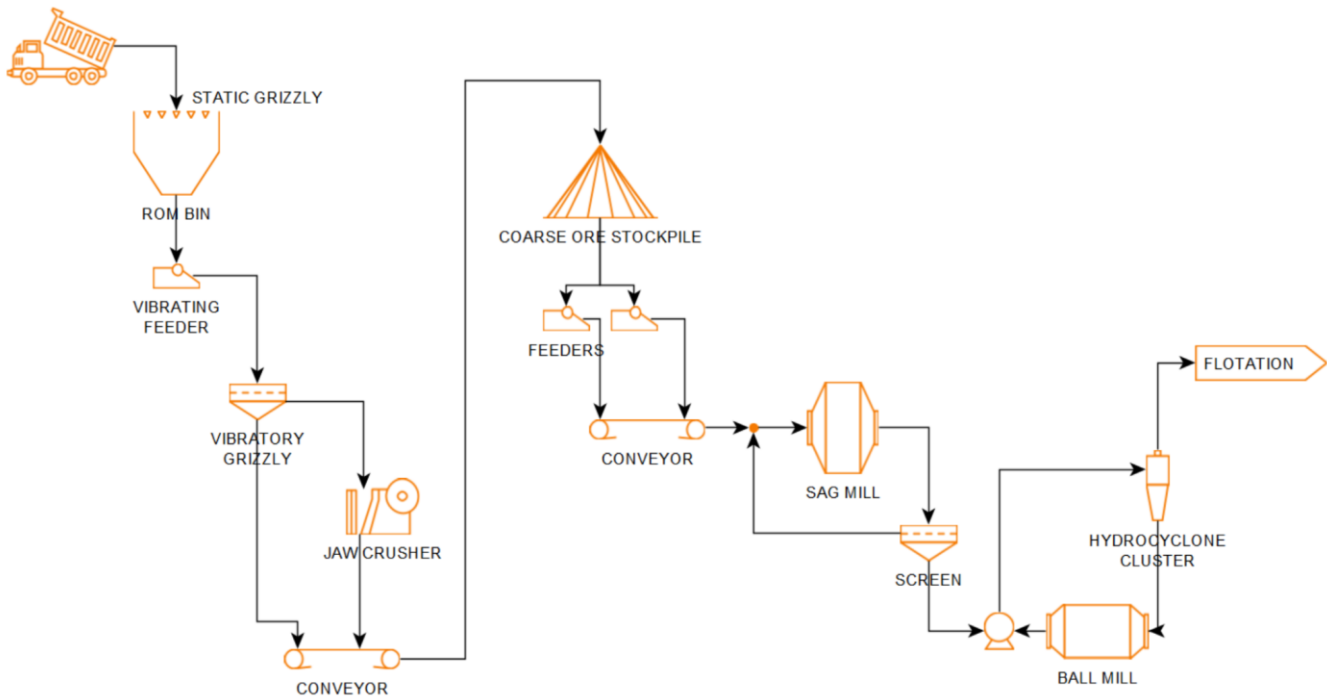 STATIC GRIZZLY
ROM BIN
VIBRATING
FEEDER
VIBRATORY
GRIZZLY
JAW CRUSHER
CONVEYOR
COARSE ORE STOCKPILE
FEEDERS
CONVEYOR
SAG MILL
SCREEN
FLOTATION
HYDROCYCLONE
CLUSTER
BALL MILL